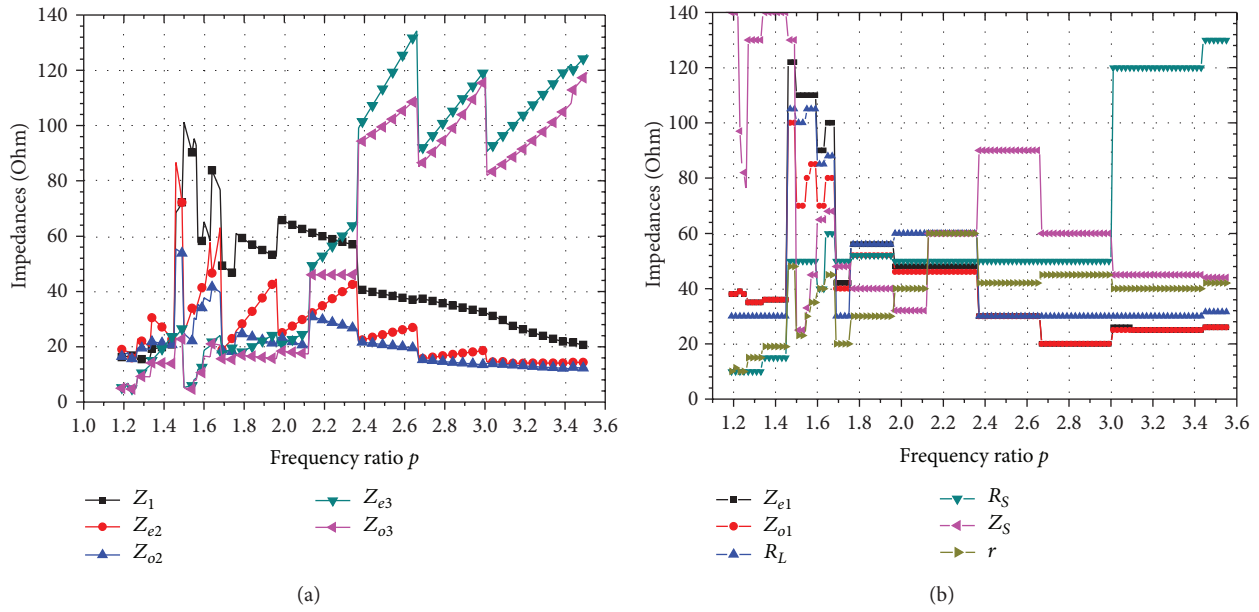 140
120
100
80
60
40
20
0
Impedances (Ohm)
1.0 1.2 1.4 1.6 1.8 2.0 2.2 2.4 2.6 2.8 3.0 3.2 3.4 3.6
Frequency ratio p
Z1 Ze3
Ze2 Zo3
Zo2
(a)
140
120
100
80
60
40
20
0
Impedances (Ohm)
1.2 1.4 1.6 1.8 2.0 2.2 2.4 2.6 2.8 3.0 3.2 3.4 3.6
Frequency ratio p
Ze1 RS
Zo1 ZS
RL r
(b)